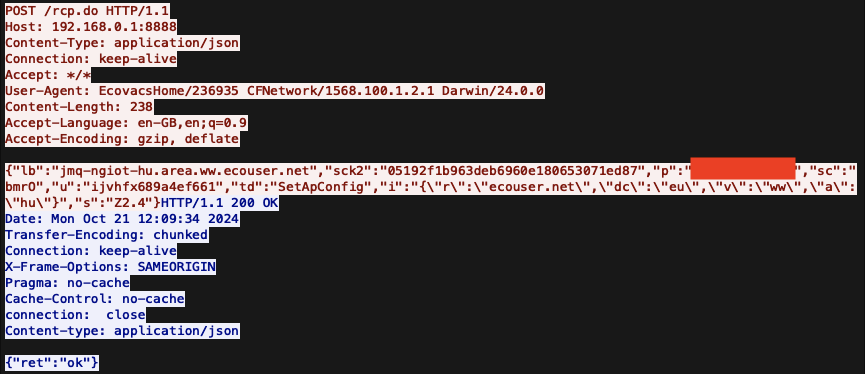 POST /rcp.do HTTP/1.1
Host: 192.168.0.1:8888
Content-Type: application/json
Connection: keep-alive
Accept: */*
User-Agent: EcovacsHome/236935 CFNetwork/1568.100.1.2.1 Darwin/24.0.0
Content-Length: 238
Accept-Language: en-GB,en;q=0.9
Accept-Encoding: gzip, deflate
{"lb":"jmq-ngiot-hu.area.ww.ecouser.net","sck2":"05192f1b963deb6960e180653071ed87","p":"","sc":"
bmrO","u":"ijvhfx689a4ef661","td":"SetApConfig","i":"{\"r\":\"ecouser.net\",\"dc\":\"eu\",\"v\":\"ww\",\"a\":
\"hu\"}","s":"Z2.4"}HTTP/1.1 200 OK
Date: Mon Oct 21 12:09:34 2024
Transfer-Encoding: chunked
Connection: keep-alive
X-Frame-Options: SAMEORIGIN
Pragma: no-cache
Cache-Control: no-cache
connection:  close
Content-type: application/json
{"ret":"ok"}